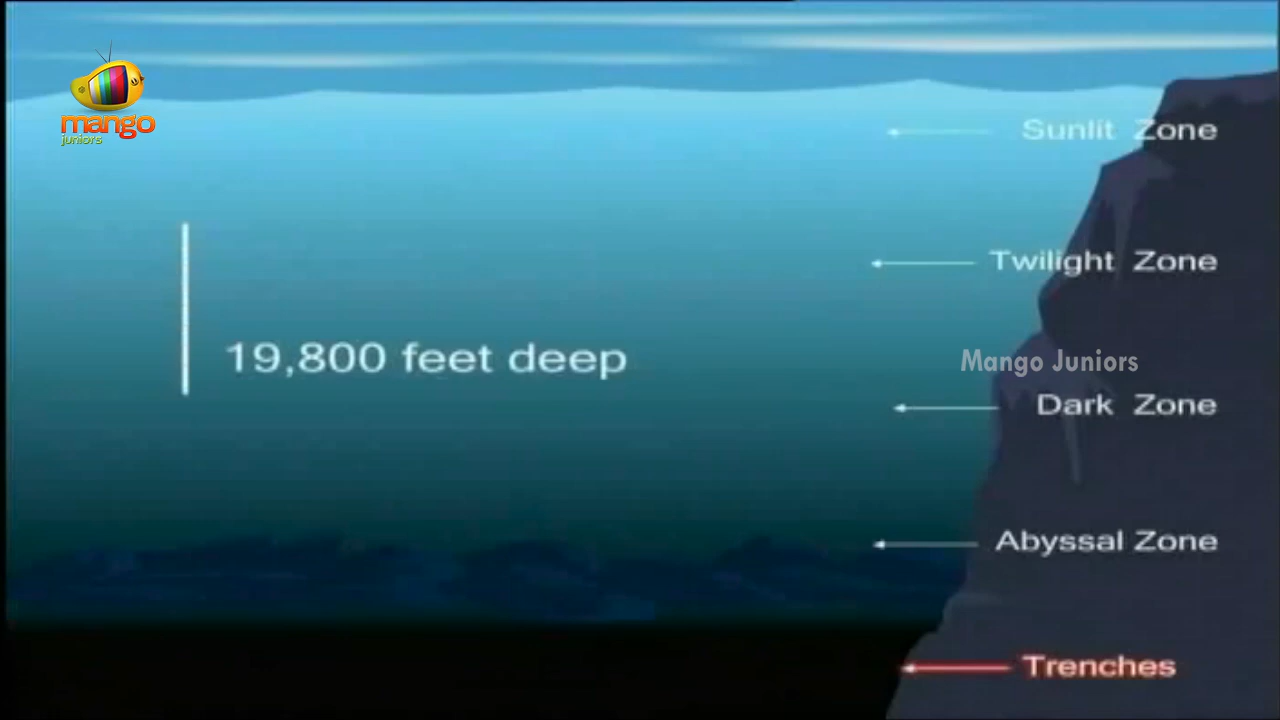 mango
juniors
Sunlit Zone
Twilight Zone
19,800 feet deep
Mango Juniors
Dark Zone
Abyssal Zone
Trenches